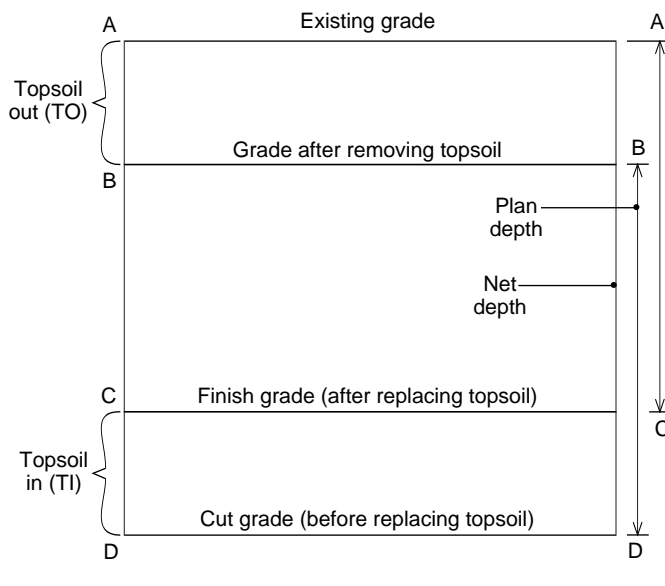 A
Existing grade
A
Topsoil
out (TO)
Grade after removing topsoil
B
B
Plan
depth
Net
depth
C
Finish grade (after replacing topsoil)
C
Topsoil
in (TI)
Cut grade (before replacing topsoil)
D
D